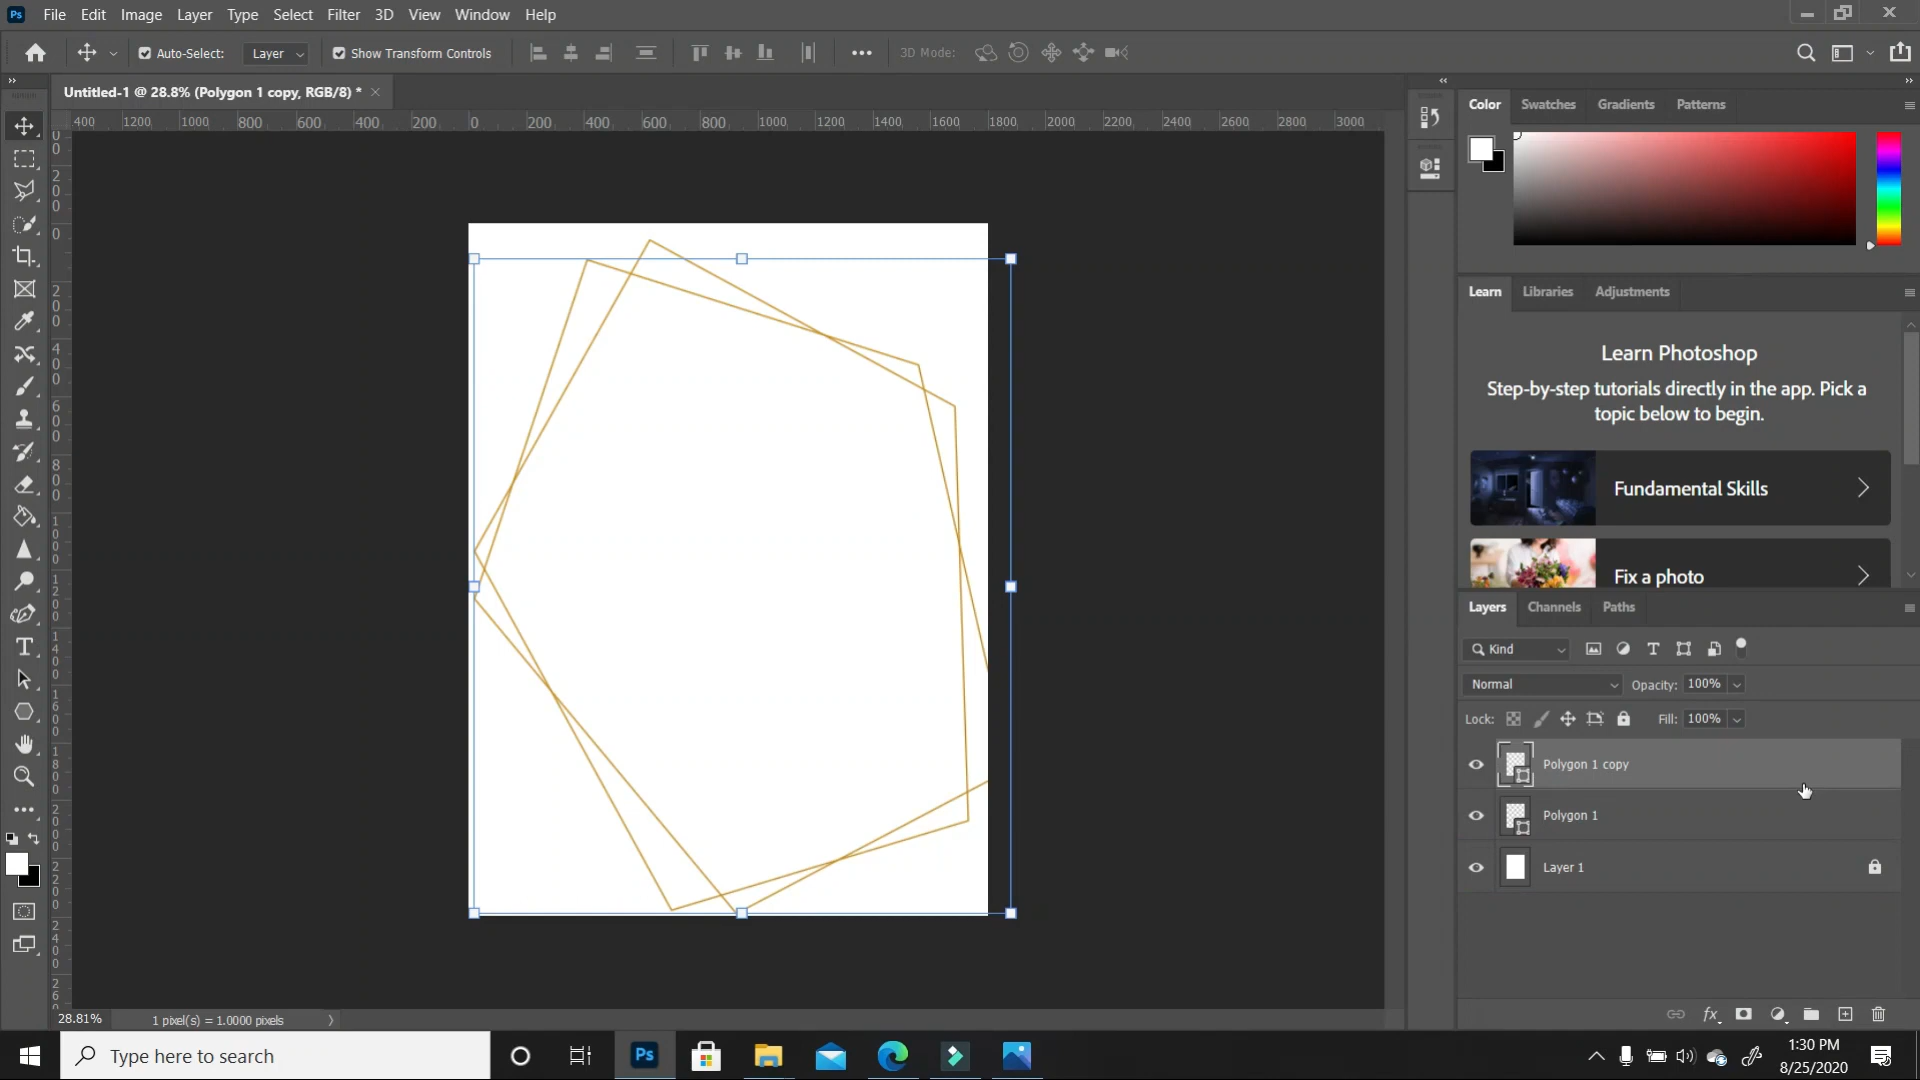 Ps File Edit Image Layer Type Select Filter 3D View Window Help
Auto-Select: Layer Show Transform Controls 3D Mode:
Untitled-1 @ 28.8% (Polygon 1 copy, RGB/8) *
400 1200 1000 800 600 400 200 0 200 400 600 800 1000 1200 1400 1600 1800 2000 2200 2400 2600 2800 3000
Color Swatches Gradients Patterns
Learn Libraries Adjustments
Learn Photoshop
Step-by-step tutorials directly in the app. Pick a
topic below to begin.
Fundamental Skills
Fix a photo
Layers Channels Paths
Kind
Normal Opacity: 100%
Lock: Fill: 100%
Polygon 1 copy
Polygon 1
Layer 1
fx
28.81% 1 pixel(s) = 1.0000 pixels
Type here to search
Ps
1:30 PM
8/25/2020